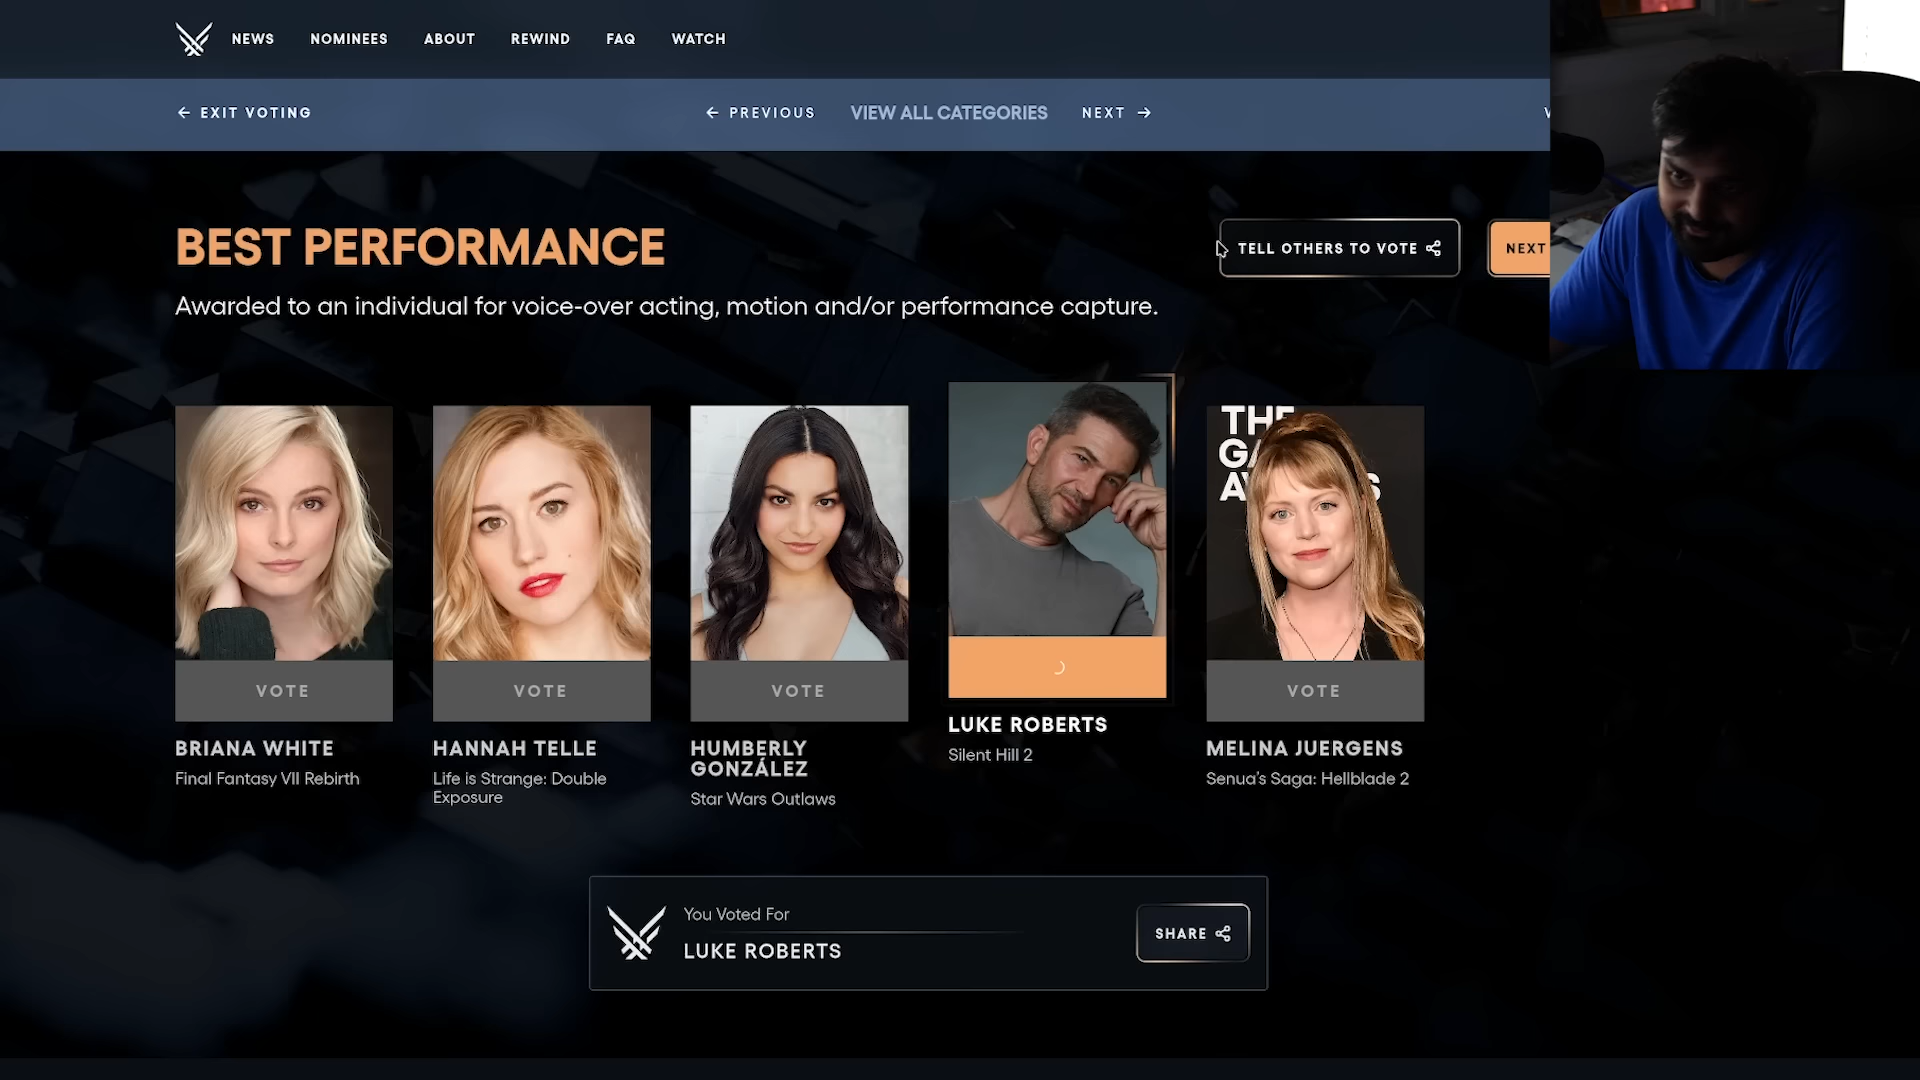 NEWS NOMINEES ABOUT REWIND FAQ WATCH
← EXIT VOTING ← PREVIOUS VIEW ALL CATEGORIES NEXT →
BEST PERFORMANCE
TELL OTHERS TO VOTE
NEXT
Awarded to an individual for voice-over acting, motion and/or performance capture.
VOTE
BRIANA WHITE
Final Fantasy VII Rebirth
VOTE
HANNAH TELLE
Life is Strange: Double
Exposure
VOTE
HUMBERLY
GONZÁLEZ
Star Wars Outlaws
LUKE ROBERTS
Silent Hill 2
THE
VOTE
MELINA JUERGENS
Senua's Saga: Hellblade 2
You Voted For
LUKE ROBERTS
SHARE